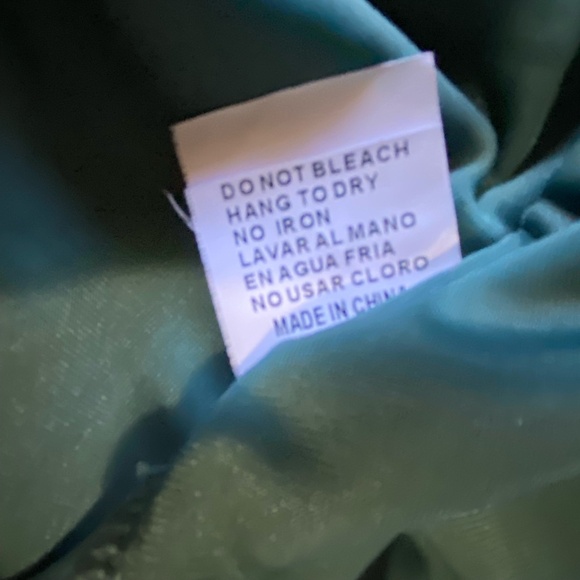 DO NOT BLEACH
HANG TO DRY
NO IRON
LAVAR AL MANO
EN AGUA FRIA
NO USAR CLORO
MADE IN CHINA